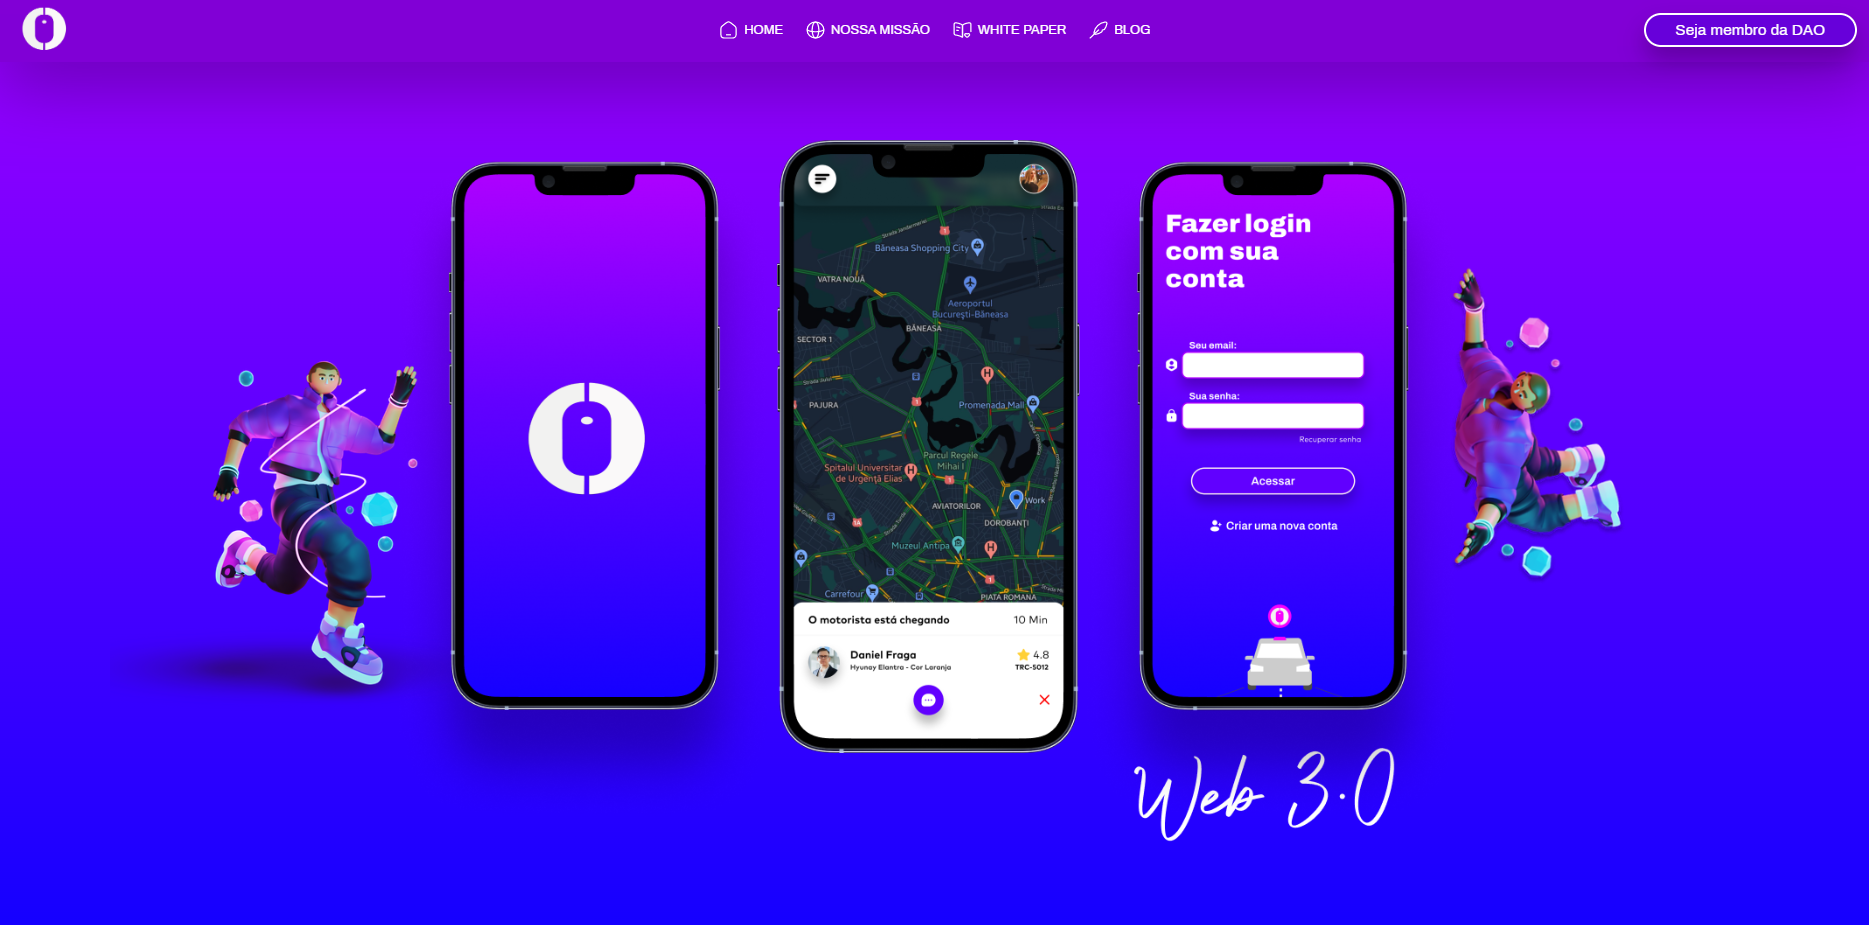 HOME
NOSSA MISSÃO
WHITE PAPER
BLOG
Seja membro da DAO
Băneasa Shopping City
VATRA NOUĂ
Aeroportul
București-Băneasa
BĂNEASA
SECTOR 1
PAJURA
Promenada Mall
Parcul Regele
Mihai I
Spitalul Universitar
de Urgență Elias
Work
AVIATORILOR
DOROBANȚI
Muzeul Antipa
Carrefour
PIATA ROMANA
O motorista está chegando
10 Min
Daniel Fraga
4.8
Hyunay Elantra - Cor Laranja
TRC-5012
Fazer login
com sua
conta
Seu email:
Sua senha:
Recuperar senha
Acessar
Criar uma nova conta
Web 3.0